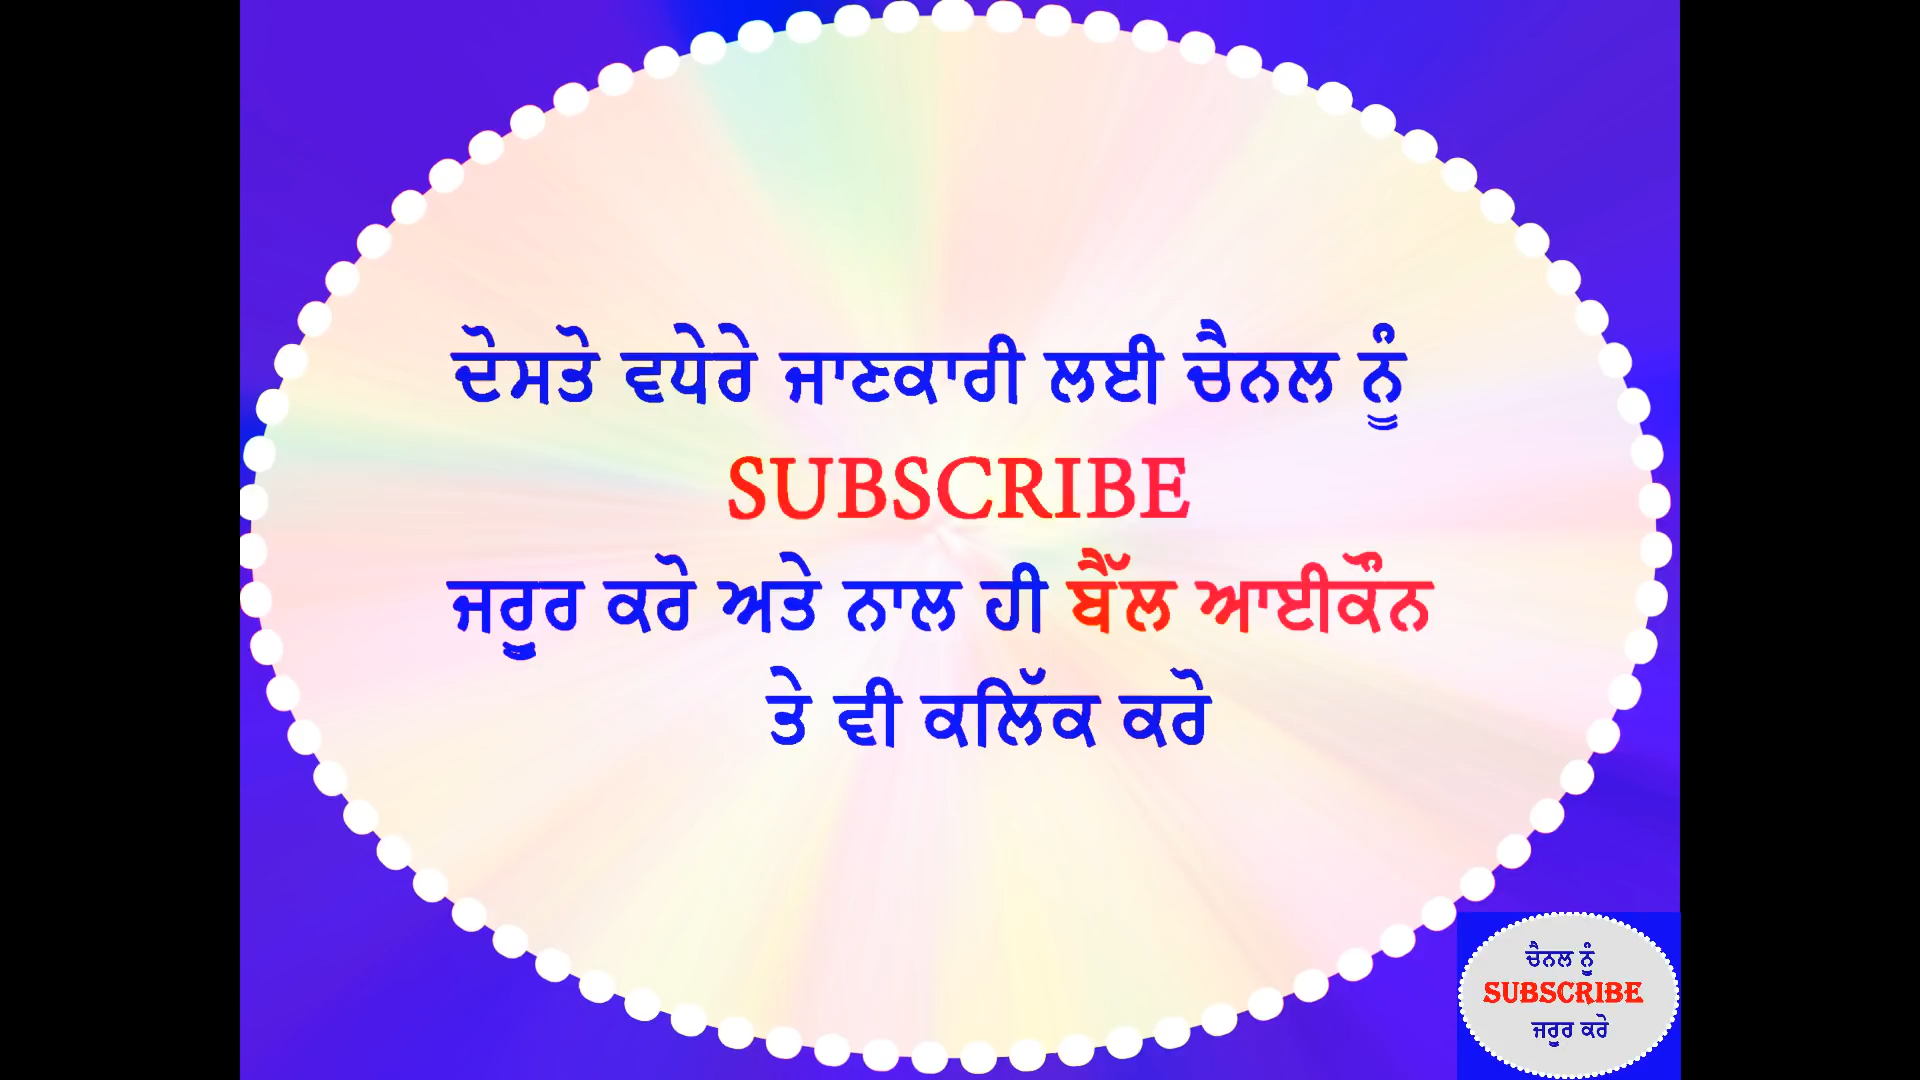 ਦੋਸਤੋ ਵਧੇਰੇ ਜਾਣਕਾਰੀ ਲਈ ਚੈਨਲ ਨੂੰ
SUBSCRIBE
ਜਰੂਰ ਕਰੋ ਅਤੇ ਨਾਲ ਹੀ ਬੈੱਲ ਆਈਕੌਨ
ਤੇ ਵੀ ਕਲਿੱਕ ਕਰੋ
ਚੈਨਲ ਨੂੰ
SUBSCRIBE
ਜਰੂਰ ਕਰੋ